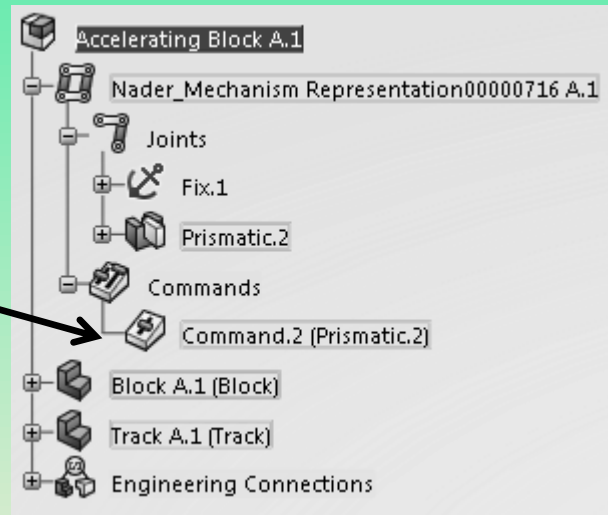 Accelerating Block A.1
Nader_Mechanism Representation00000716 A.1
Joints
Fix.1
Prismatic.2
Commands
Command.2 (Prismatic.2)
Block A.1 (Block)
Track A.1 (Track)
Engineering Connections